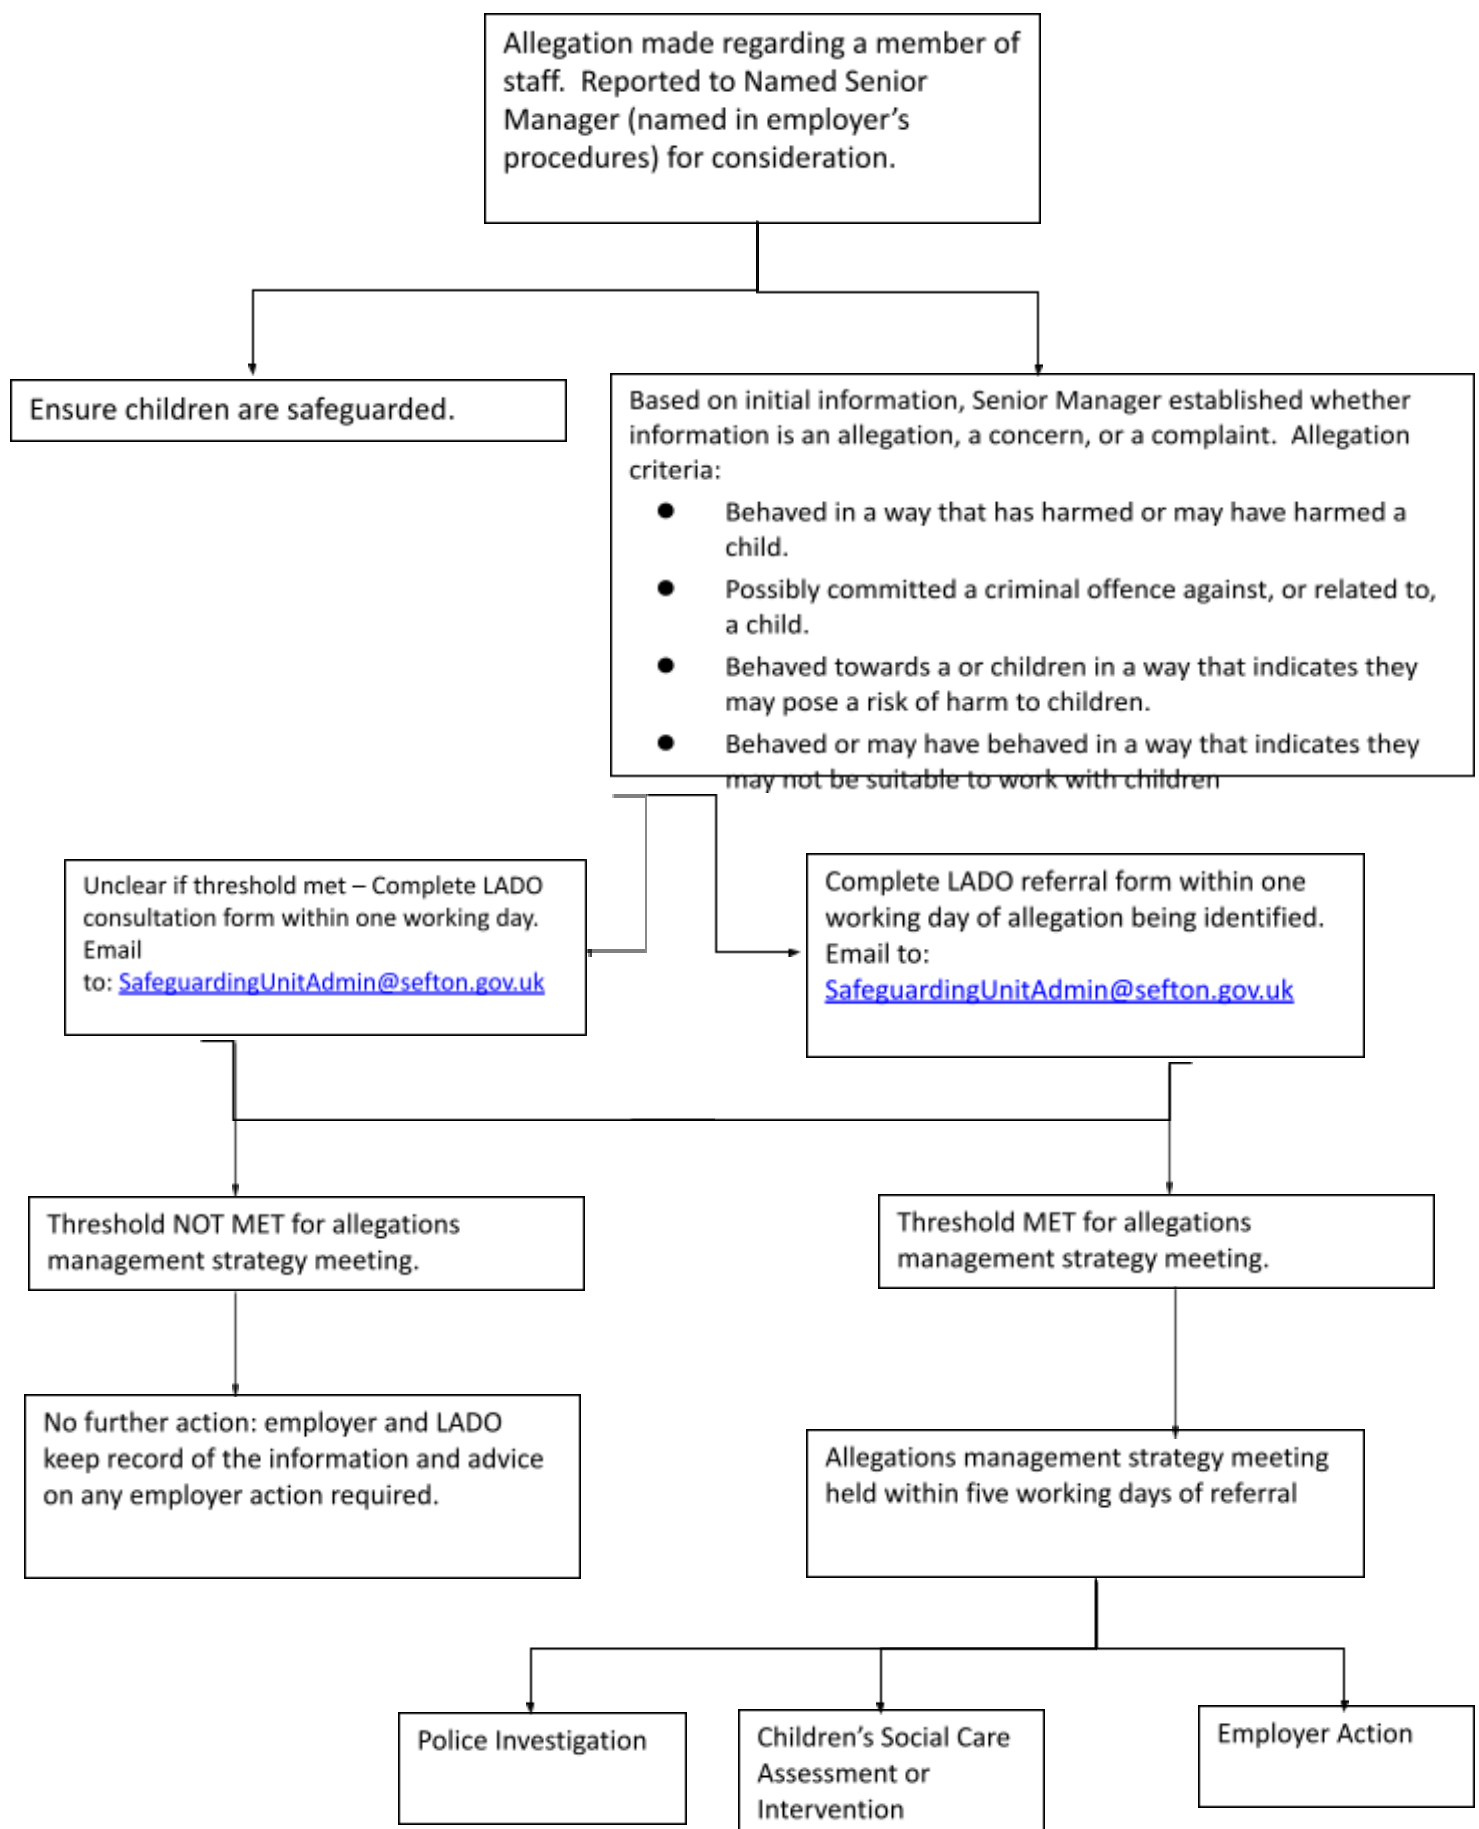 Allegation made regarding a member of
staff.  Reported to Named Senior
Manager (named in employer’s
procedures) for consideration.
Ensure children are safeguarded.
Based on initial information, Senior Manager established whether
information is an allegation, a concern, or a complaint.  Allegation
criteria:
● Behaved in a way that has harmed or may have harmed a
child.
● Possibly committed a criminal offence against, or related to,
a child.
● Behaved towards a or children in a way that indicates they
may pose a risk of harm to children.
● Behaved or may have behaved in a way that indicates they
may not be suitable to work with children
Unclear if threshold met – Complete LADO
consultation form within one working day.
Email
to: SafeguardingUnitAdmin@sefton.gov.uk
Complete LADO referral form within one
working day of allegation being identified.
Email to:
SafeguardingUnitAdmin@sefton.gov.uk
Threshold NOT MET for allegations
management strategy meeting.
Threshold MET for allegations
management strategy meeting.
No further action: employer and LADO
keep record of the information and advice
on any employer action required.
Allegations management strategy meeting
held within five working days of referral
Police Investigation
Children’s Social Care
Assessment or
Intervention
Employer Action